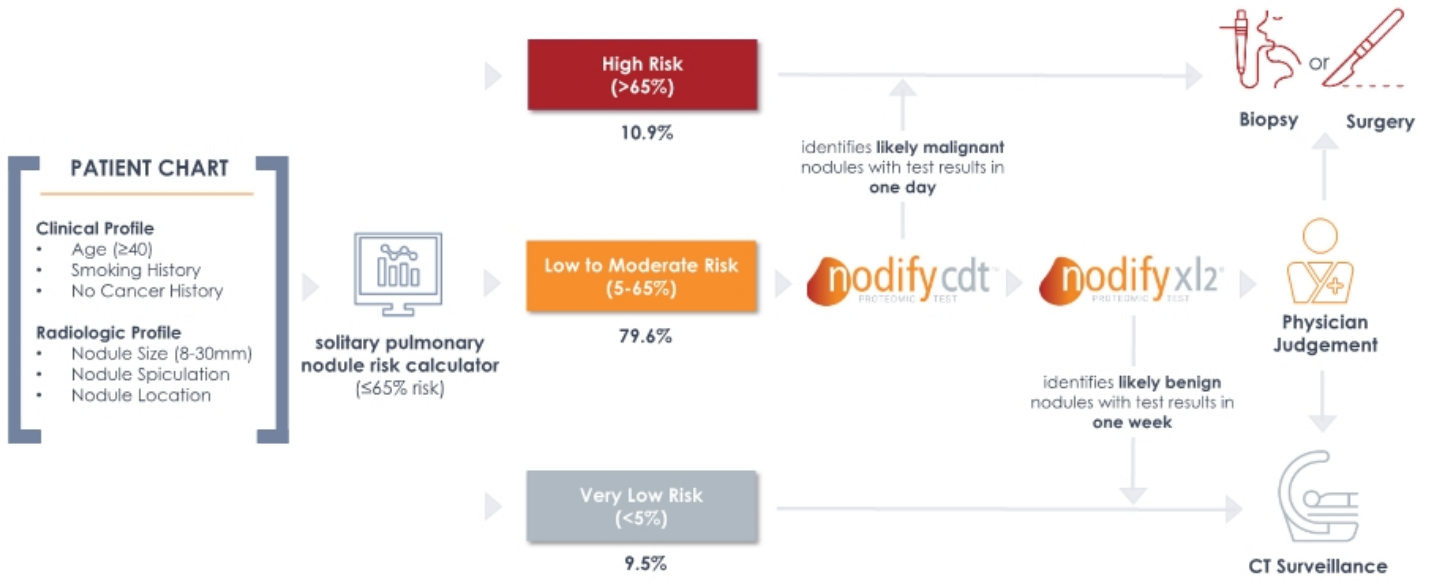 PATIENT CHART
Clinical Profile
• Age (≥40)
• Smoking History
• No Cancer History
Radiologic Profile
• Nodule Size (8-30mm)
• Nodule Spiculation
• Nodule Location
solitary pulmonary
nodule risk calculator
(≤65% risk)
High Risk
(>65%)
10.9%
Low to Moderate Risk
(5-65%)
79.6%
Very Low Risk
(<5%)
9.5%
identifies likely malignant
nodules with test results in
one day
nodify cdt™
PROTEOMIC TEST
nodify xl2®
PROTEOMIC TEST
identifies likely benign
nodules with test results in
one week
Physician
Judgement
or
Biopsy
Surgery
CT Surveillance